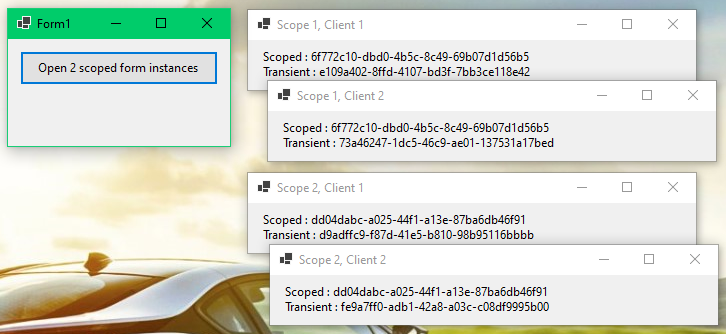 Form1
Open 2 scoped form instances
Scope 1, Client 1
Scoped : 6f772c10-dbd0-4b5c-8c49-69b07d1d56b5
Transient : e109a402-8ffd-4107-bd3f-7bb3ce118e42
Scope 1, Client 2
Scoped : 6f772c10-dbd0-4b5c-8c49-69b07d1d56b5
Transient : 73a46247-1dc5-46c9-ae01-137531a17bed
Scope 2, Client 1
Scoped : dd04dabc-a025-44f1-a13e-87ba6db46f91
Transient : d9adffc9-f87d-41e5-b810-98b95116bbbb
Scope 2, Client 2
Scoped : dd04dabc-a025-44f1-a13e-87ba6db46f91
Transient : fe9a7ff0-adb1-42a8-a03c-c08df9995b00